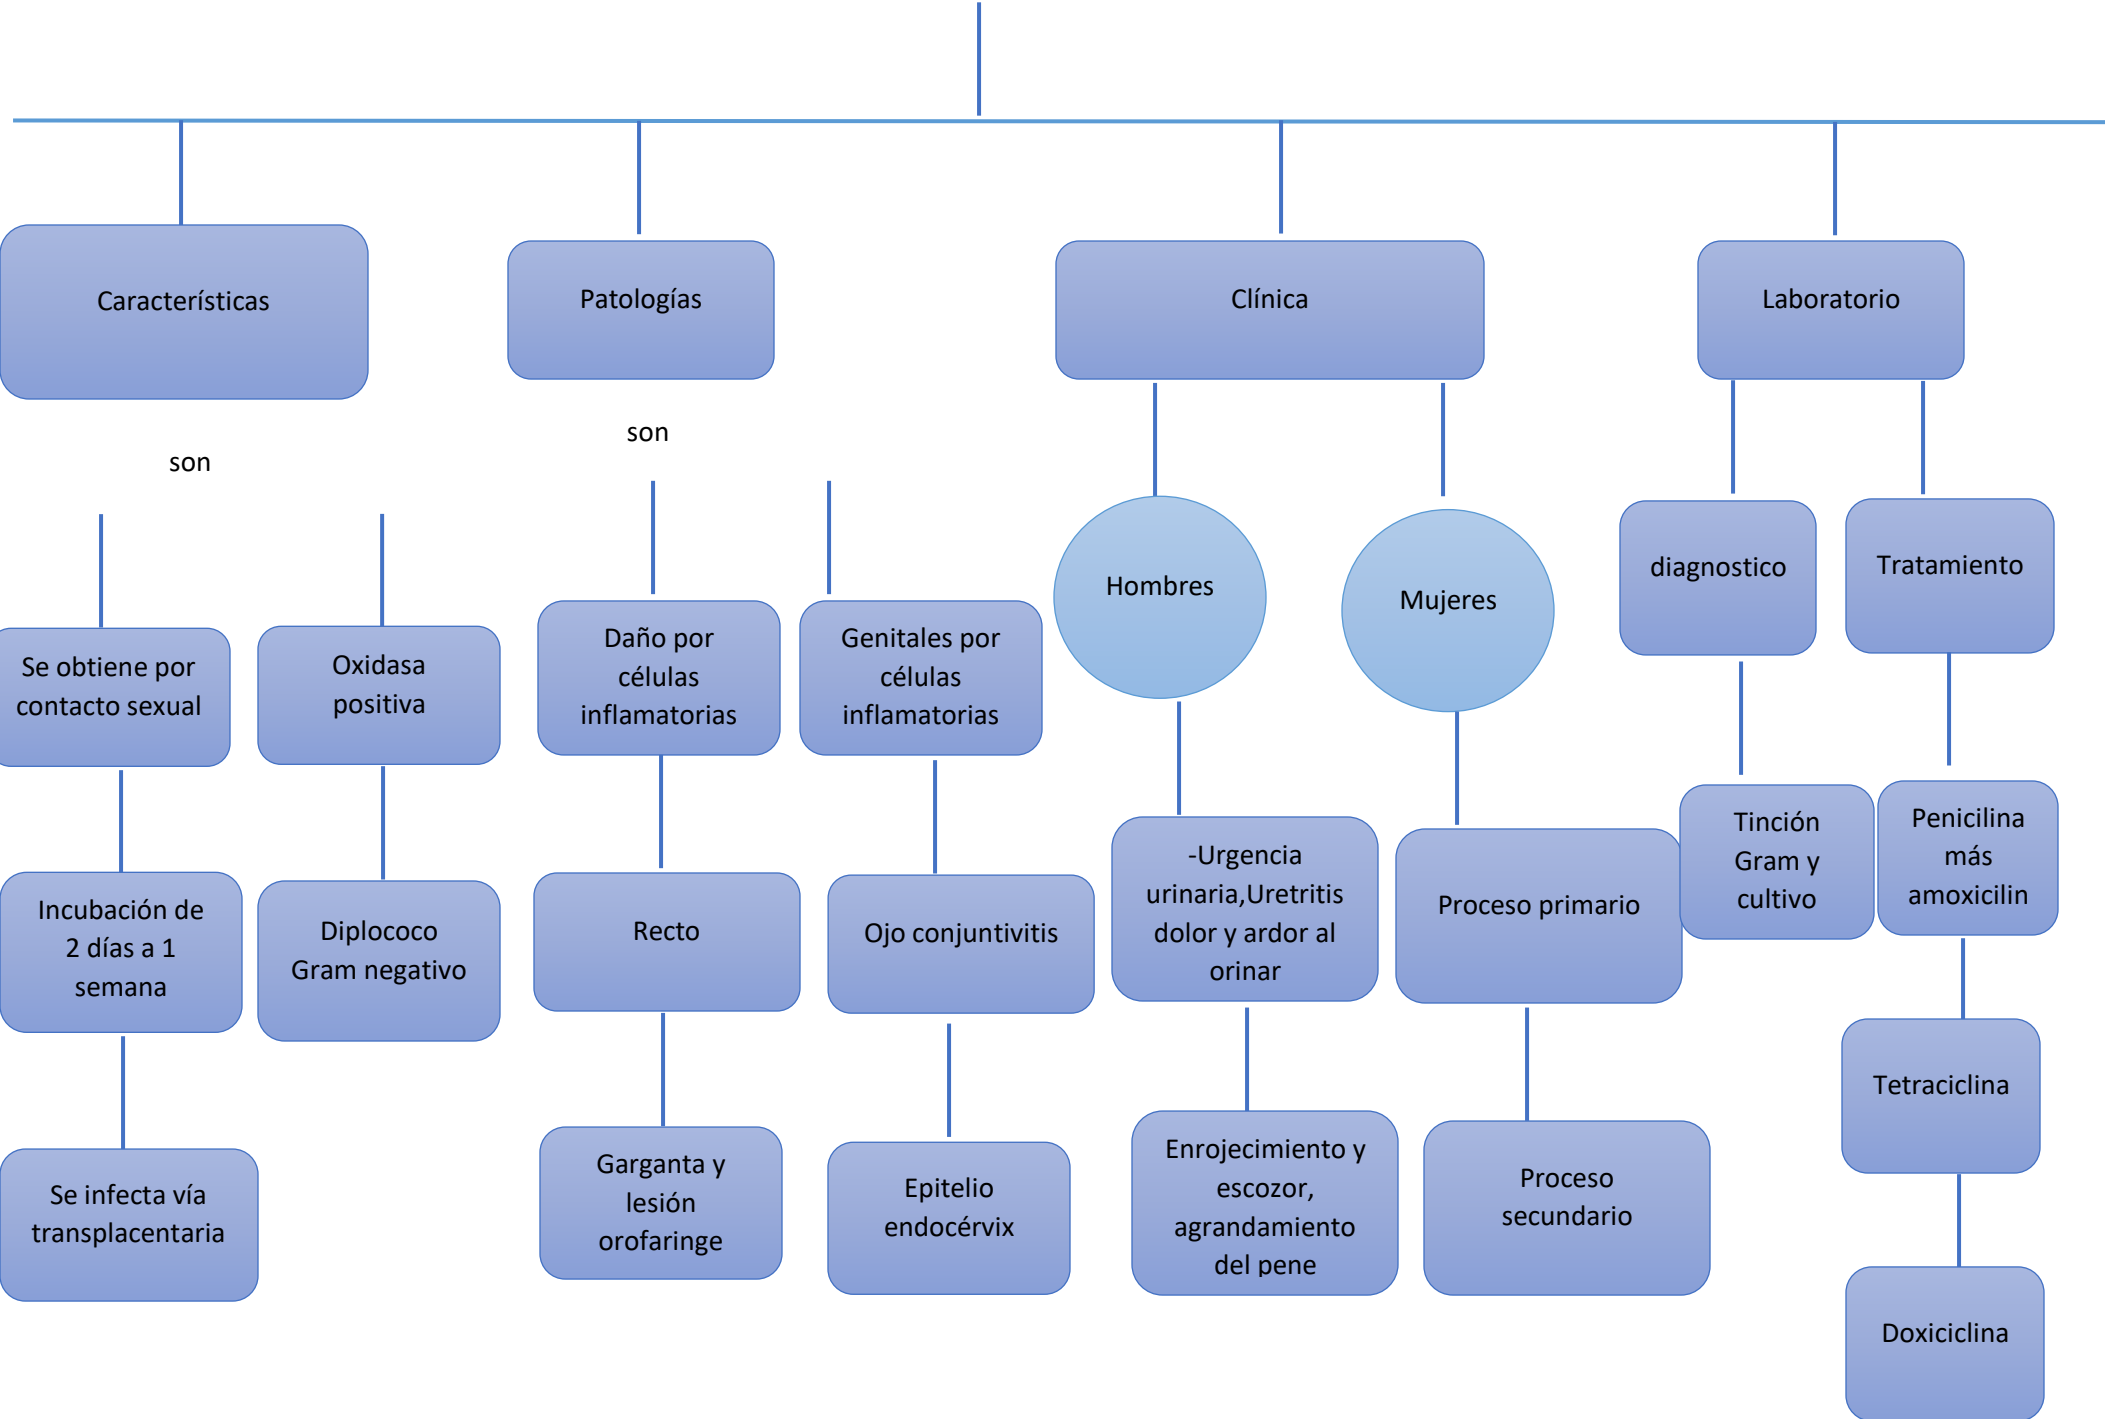 Características
Patologías
Clínica
Laboratorio
son
son
Hombres
Mujeres
diagnostico
Tratamiento
Se obtiene por
contacto sexual
Oxidasa
positiva
Daño por
células
inflamatorias
Genitales por
células
inflamatorias
Incubación de
2 días a 1
semana
Diplococo
Gram negativo
Recto
Ojo conjuntivitis
-Urgencia
urinaria,Uretritis
dolor y ardor al
orinar
Proceso primario
Tinción
Gram y
cultivo
Penicilina
más
amoxicilin
Se infecta vía
transplacentaria
Garganta y
lesión
orofaringe
Epitelio
endocérvix
Enrojecimiento y
escozor,
agrandamiento
del pene
Proceso
secundario
Tetraciclina
Doxiciclina